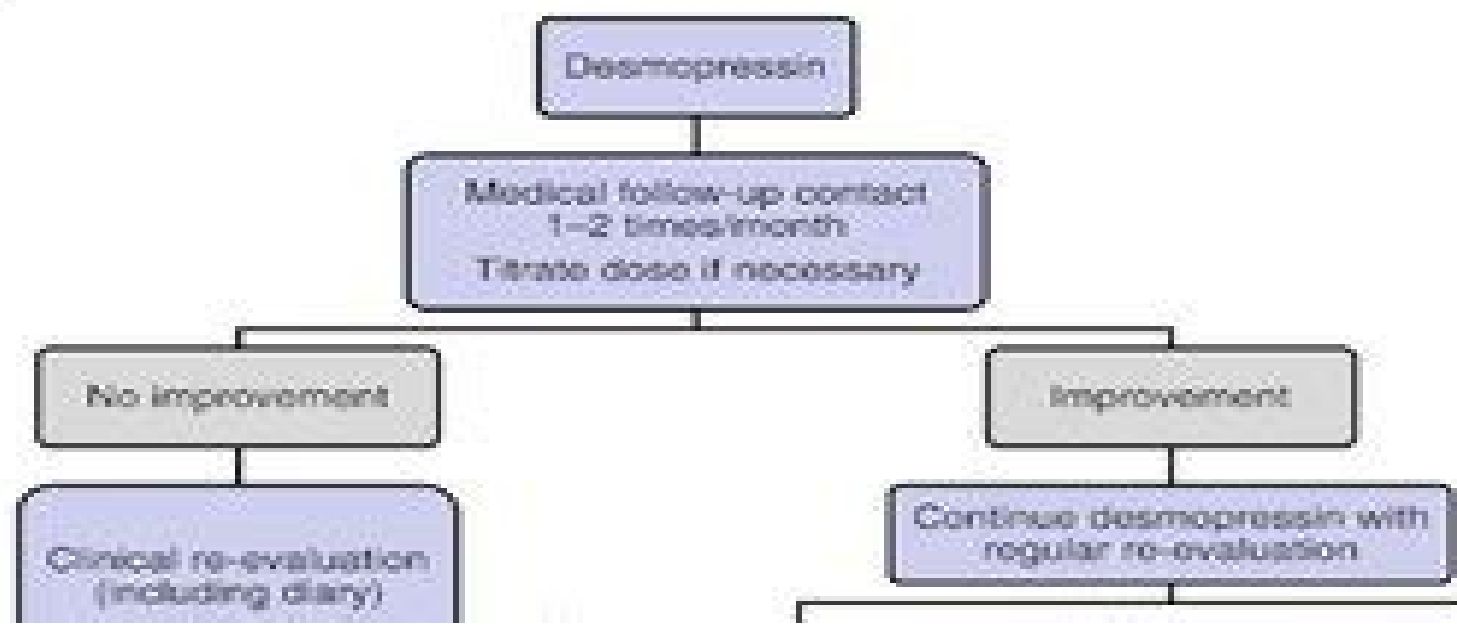 Desmopressin
Medical follow-up contact
1–2 times/month
Titrate dose if necessary
No improvement
Improvement
Continue desmopressin with
regular re-evaluation
Clinical re-evaluation
(including diary)